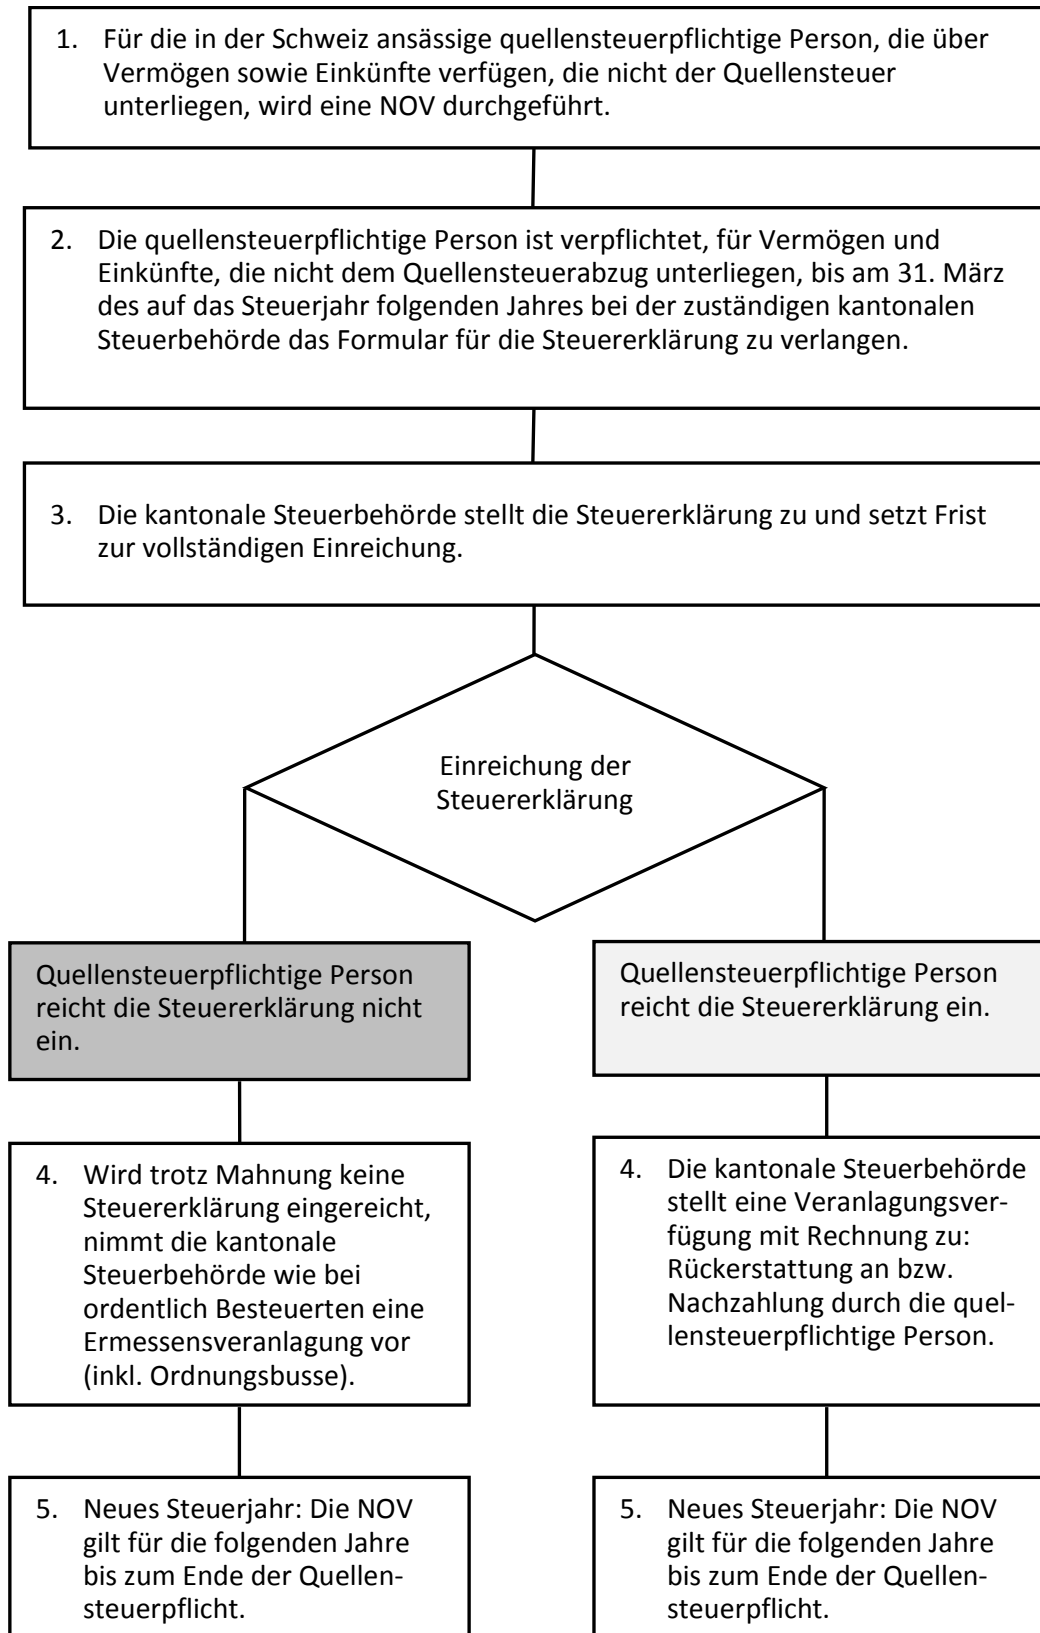 1. Für die in der Schweiz ansässige quellensteuerpflichtige Person, die über
Vermögen sowie Einkünfte verfügen, die nicht der Quellensteuer
unterliegen, wird eine NOV durchgeführt.
2. Die quellensteuerpflichtige Person ist verpflichtet, für Vermögen und
Einkünfte, die nicht dem Quellensteuerabzug unterliegen, bis am 31. März
des auf das Steuerjahr folgenden Jahres bei der zuständigen kantonalen
Steuerbehörde das Formular für die Steuererklärung zu verlangen.
3. Die kantonale Steuerbehörde stellt die Steuererklärung zu und setzt Frist
zur vollständigen Einreichung.
Einreichung der
Steuererklärung
Quellensteuerpflichtige Person
reicht die Steuererklärung nicht
ein.
4. Wird trotz Mahnung keine
Steuererklärung eingereicht,
nimmt die kantonale
Steuerbehörde wie bei
ordentlich Besteuerten eine
Ermessensveranlagung vor
(inkl. Ordnungsbusse).
5. Neues Steuerjahr: Die NOV
gilt für die folgenden Jahre
bis zum Ende der Quellen-
steuerpflicht.
Quellensteuerpflichtige Person
reicht die Steuererklärung ein.
4. Die kantonale Steuerbehörde
stellt eine Veranlagungsver-
fügung mit Rechnung zu:
Rückerstattung an bzw.
Nachzahlung durch die quel-
lensteuerpflichtige Person.
5. Neues Steuerjahr: Die NOV
gilt für die folgenden Jahre
bis zum Ende der Quellen-
steuerpflicht.